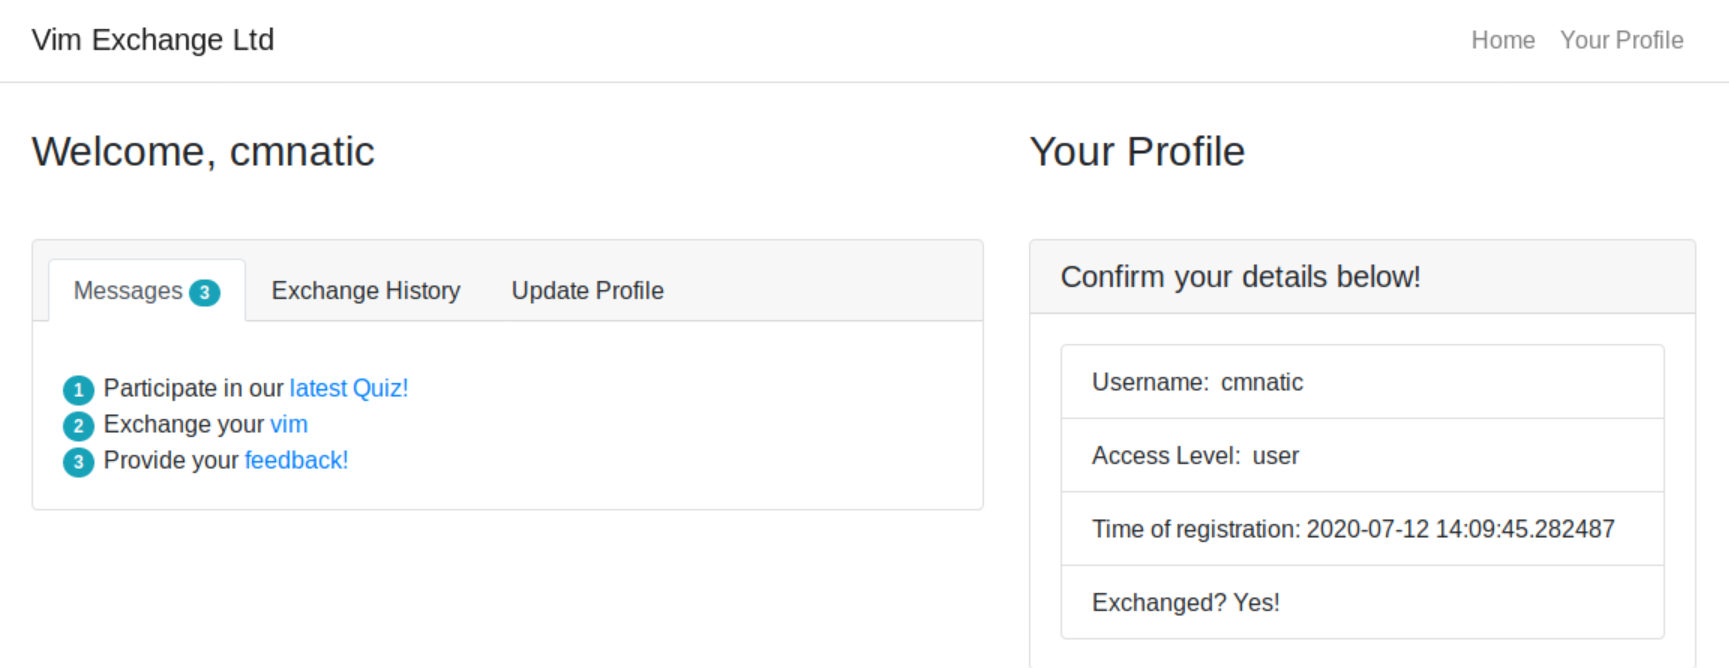 Vim Exchange Ltd
Home Your Profile
Welcome, cmnatic
Messages 3 Exchange History Update Profile
1 Participate in our latest Quiz!
2 Exchange your vim
3 Provide your feedback!
Your Profile
Confirm your details below!
Username: cmnatic
Access Level: user
Time of registration: 2020-07-12 14:09:45.282487
Exchanged? Yes!